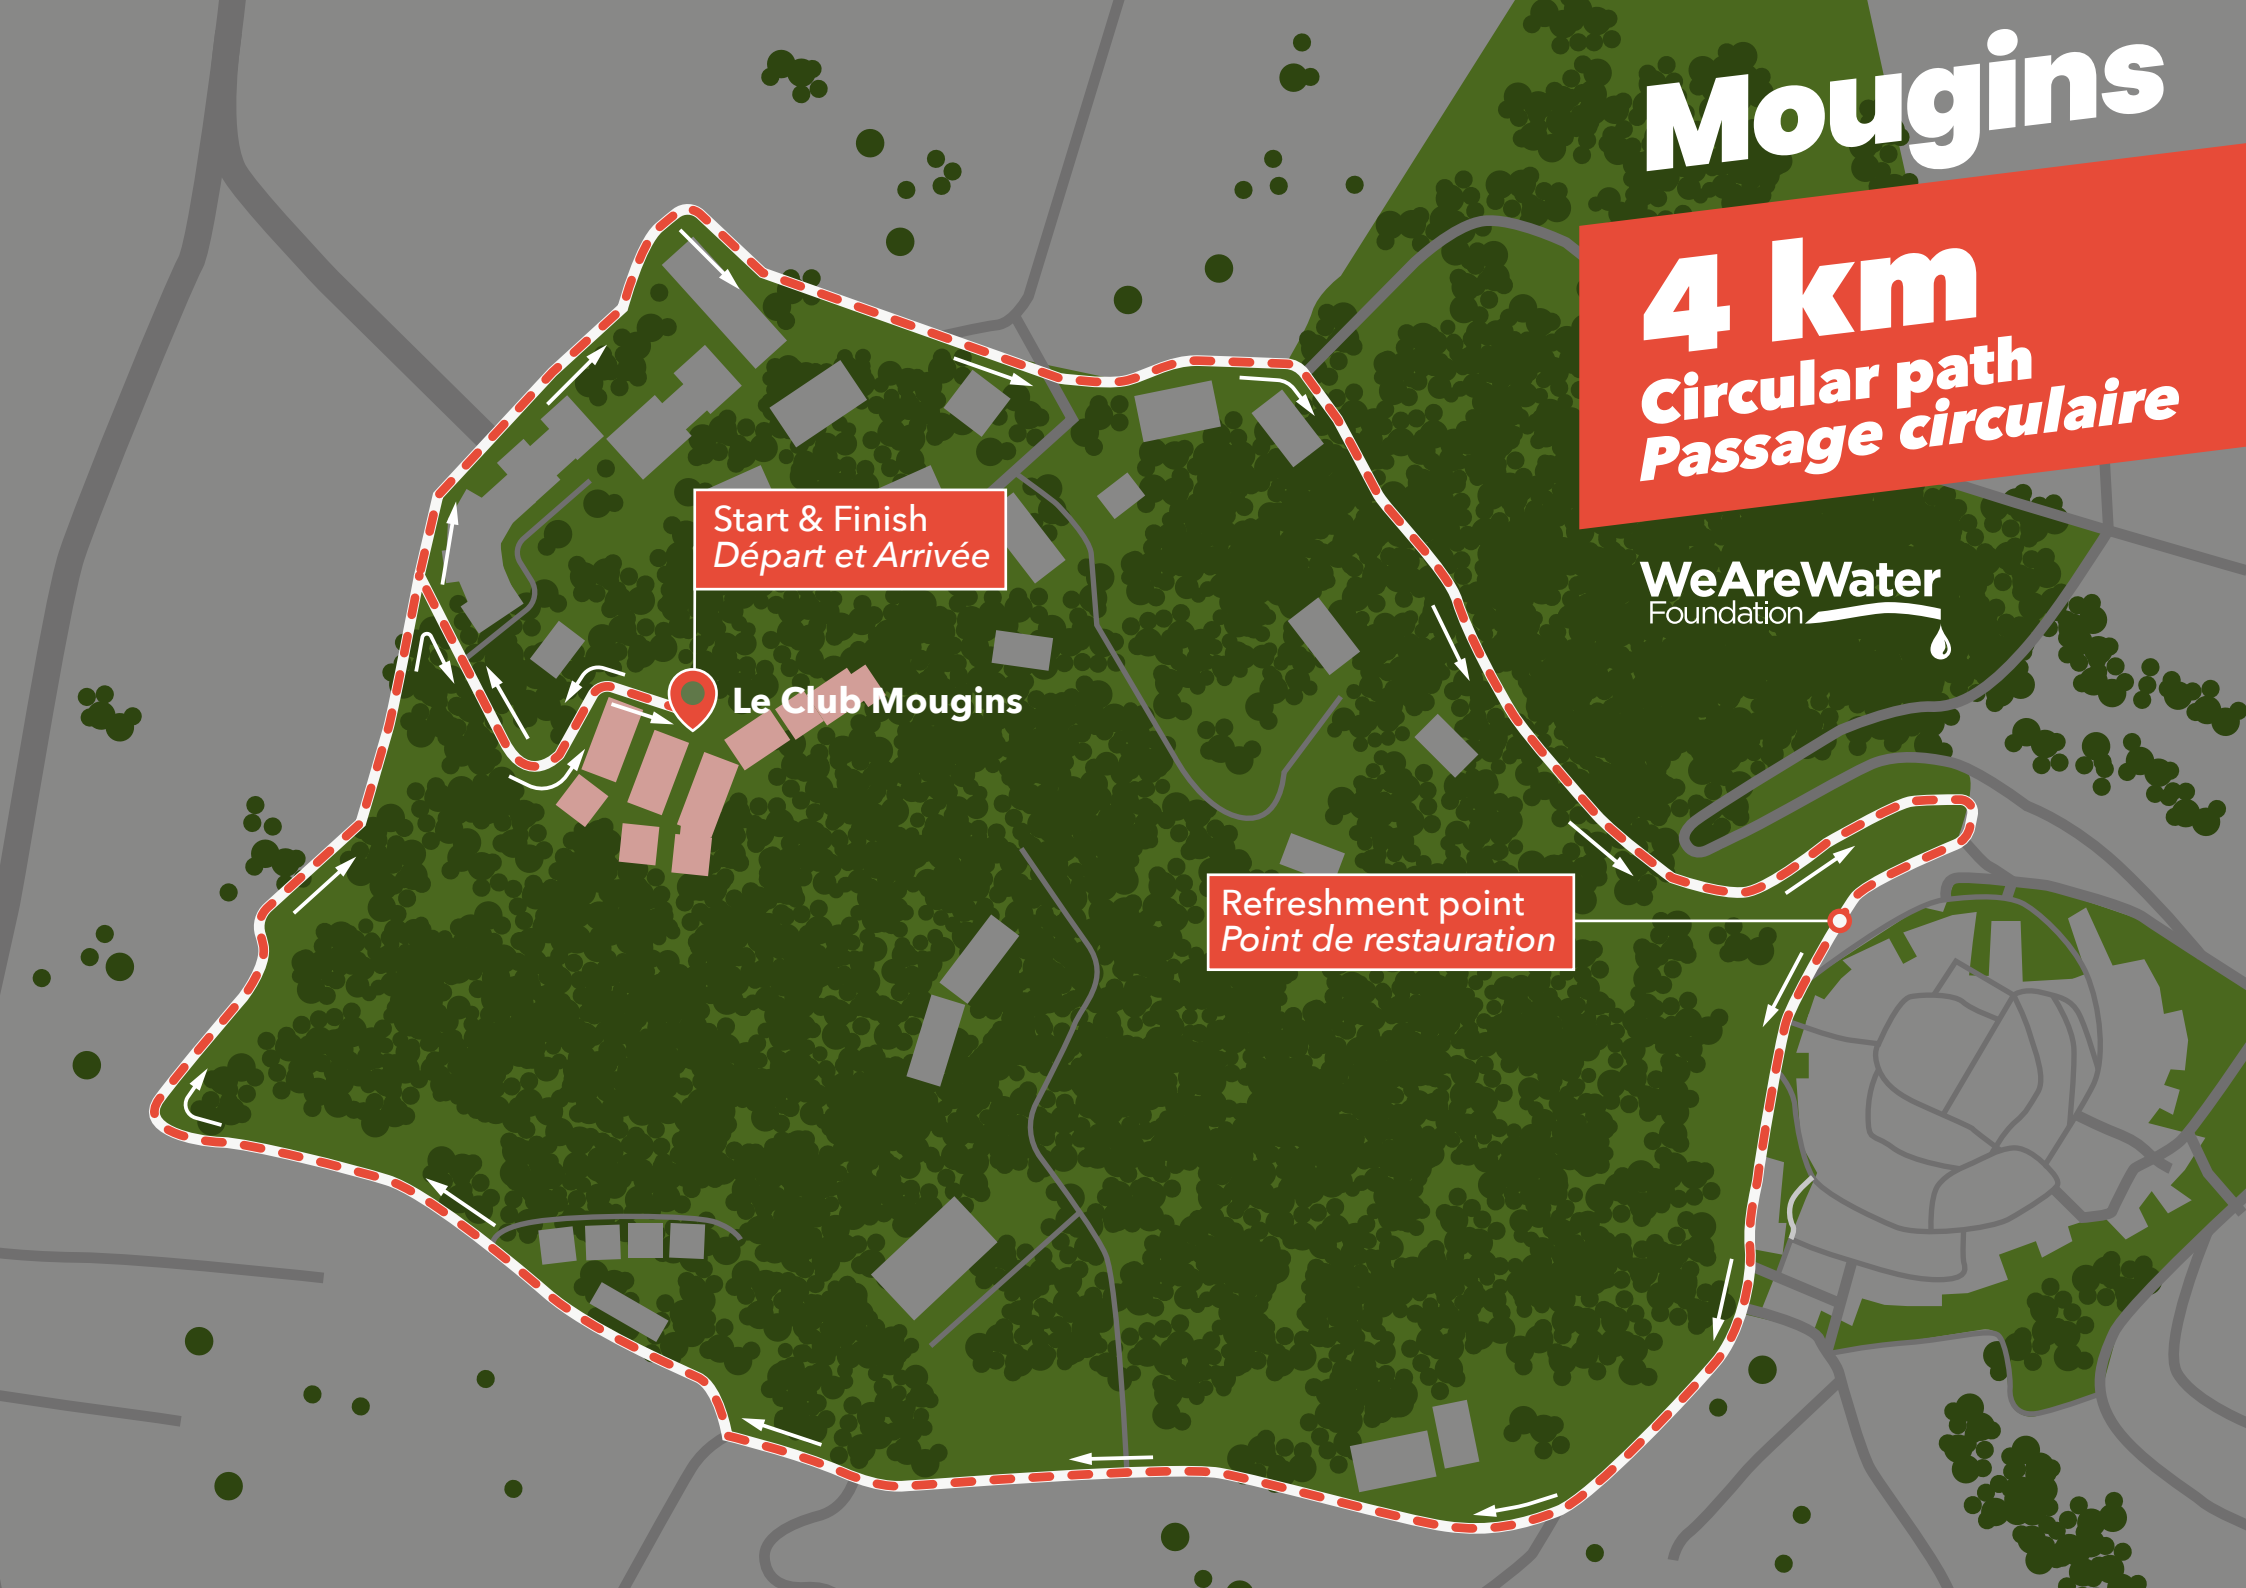 Mougins
4 km
Circular path
Passage circulaire
Start & Finish
Départ et Arrivée
WeAreWater
Foundation
Le Club Mougins
Refreshment point
Point de restauration